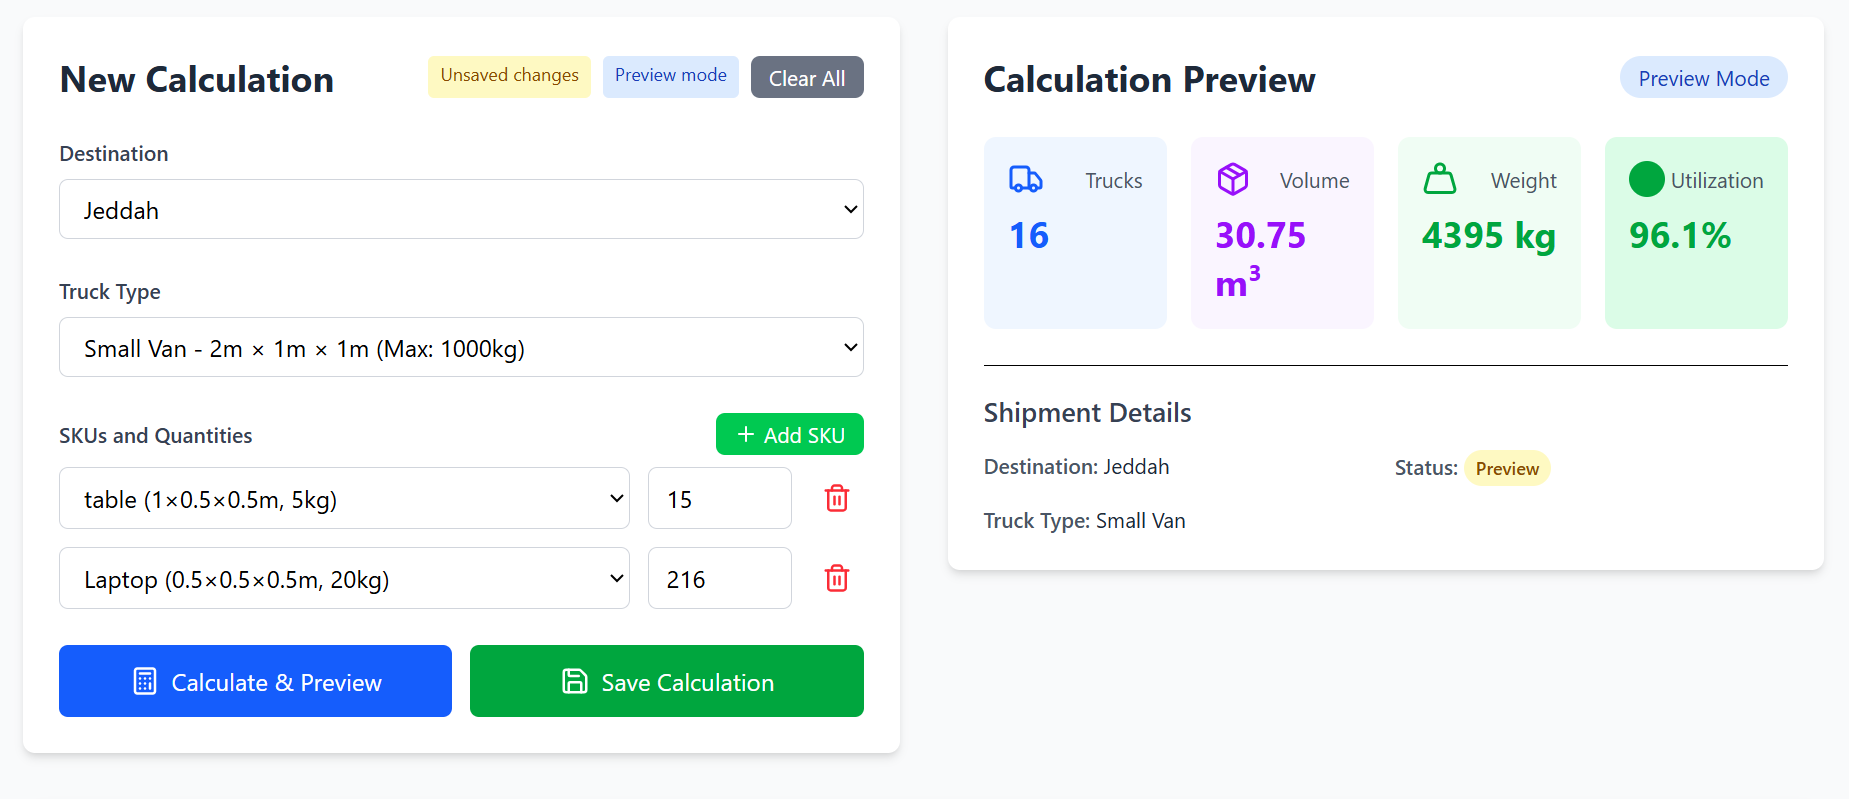 New Calculation
Unsaved changes
Preview mode
Clear All
Destination
Jeddah
Truck Type
Small Van - 2m × 1m × 1m (Max: 1000kg)
SKUs and Quantities
+ Add SKU
table (1×0.5×0.5m, 5kg)
15
Laptop (0.5×0.5×0.5m, 20kg)
216
Calculate & Preview
Save Calculation
Calculation Preview
Preview Mode
Trucks
16
Volume
30.75
m³
Weight
4395 kg
Utilization
96.1%
Shipment Details
Destination: Jeddah
Status: Preview
Truck Type: Small Van